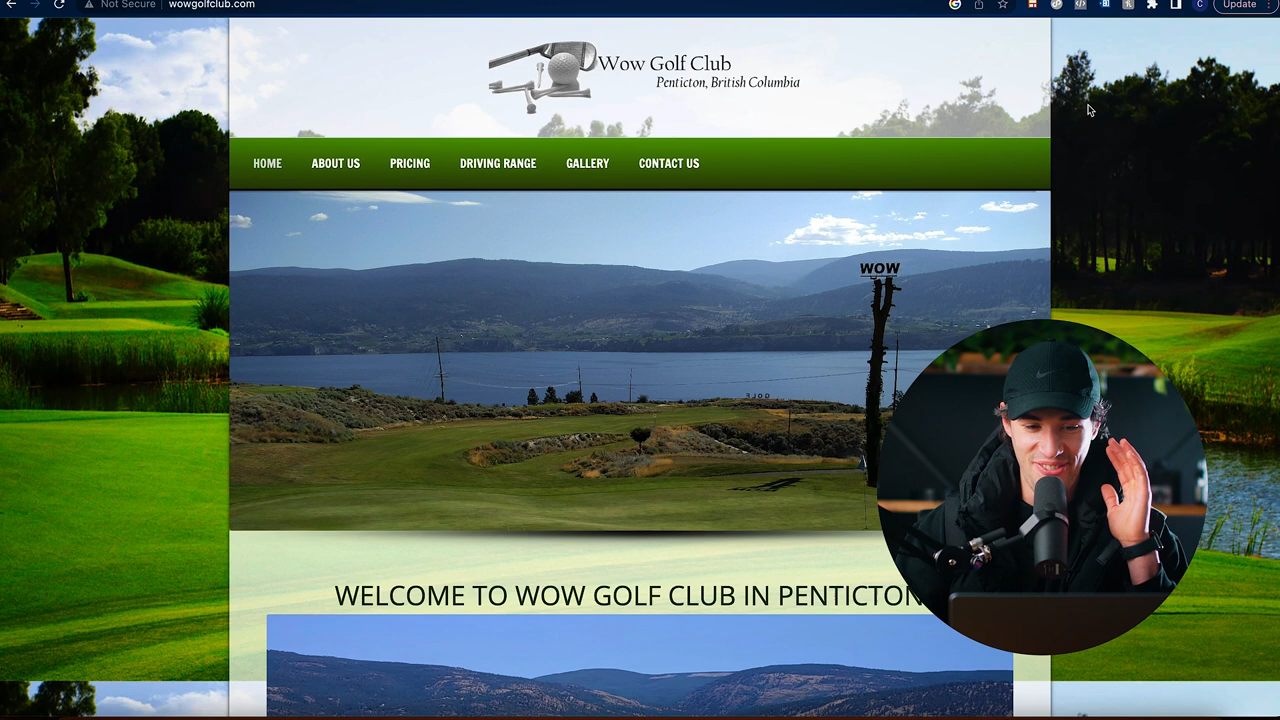 Not Secure | wowgolfclub.com
C
Update
Wow Golf Club
Penticton, British Columbia
HOME ABOUT US PRICING DRIVING RANGE GALLERY CONTACT US
WOW
GOLF
WELCOME TO WOW GOLF CLUB IN PENTICTON